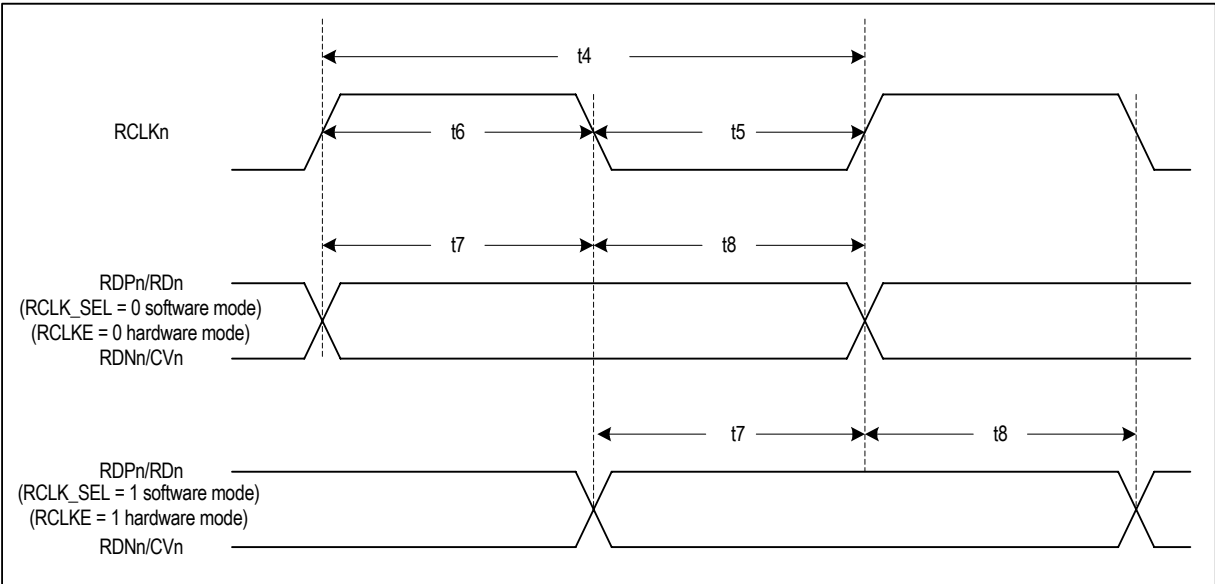 t4
RCLKn
t6
t5
t7
t8
RDPn/RDn
(RCLK_SEL = 0 software mode)
(RCLKE = 0 hardware mode)
RDNn/CVn
t7
t8
RDPn/RDn
(RCLK_SEL = 1 software mode)
(RCLKE = 1 hardware mode)
RDNn/CVn